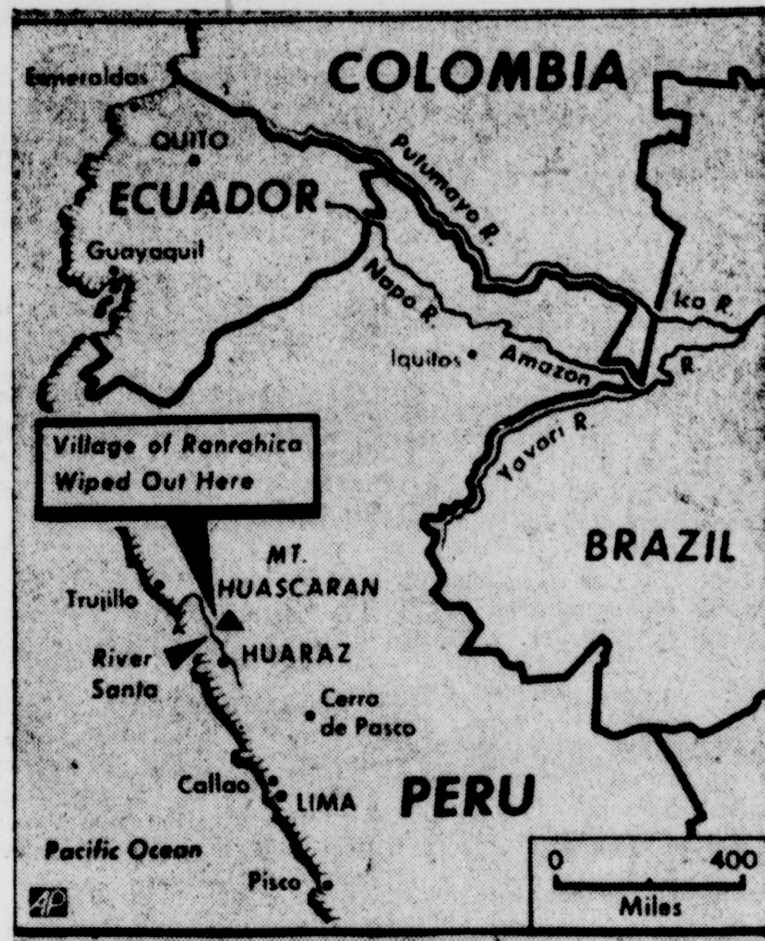 COLOMBIA
Esmeraldas
QUITO
Putumayo R.
ECUADOR
Guayaquil
Napo R.
Ica R.
Iquitos
Amazon
R.
Village of Ranrahica
Wiped Out Here
Yavari R.
MT.
HUASCARAN
BRAZIL
Trujillo
River
Santa
HUARAZ
Cerro
de Pasco
Callao
LIMA
PERU
Pacific Ocean
Pisco
0 400
Miles
AP